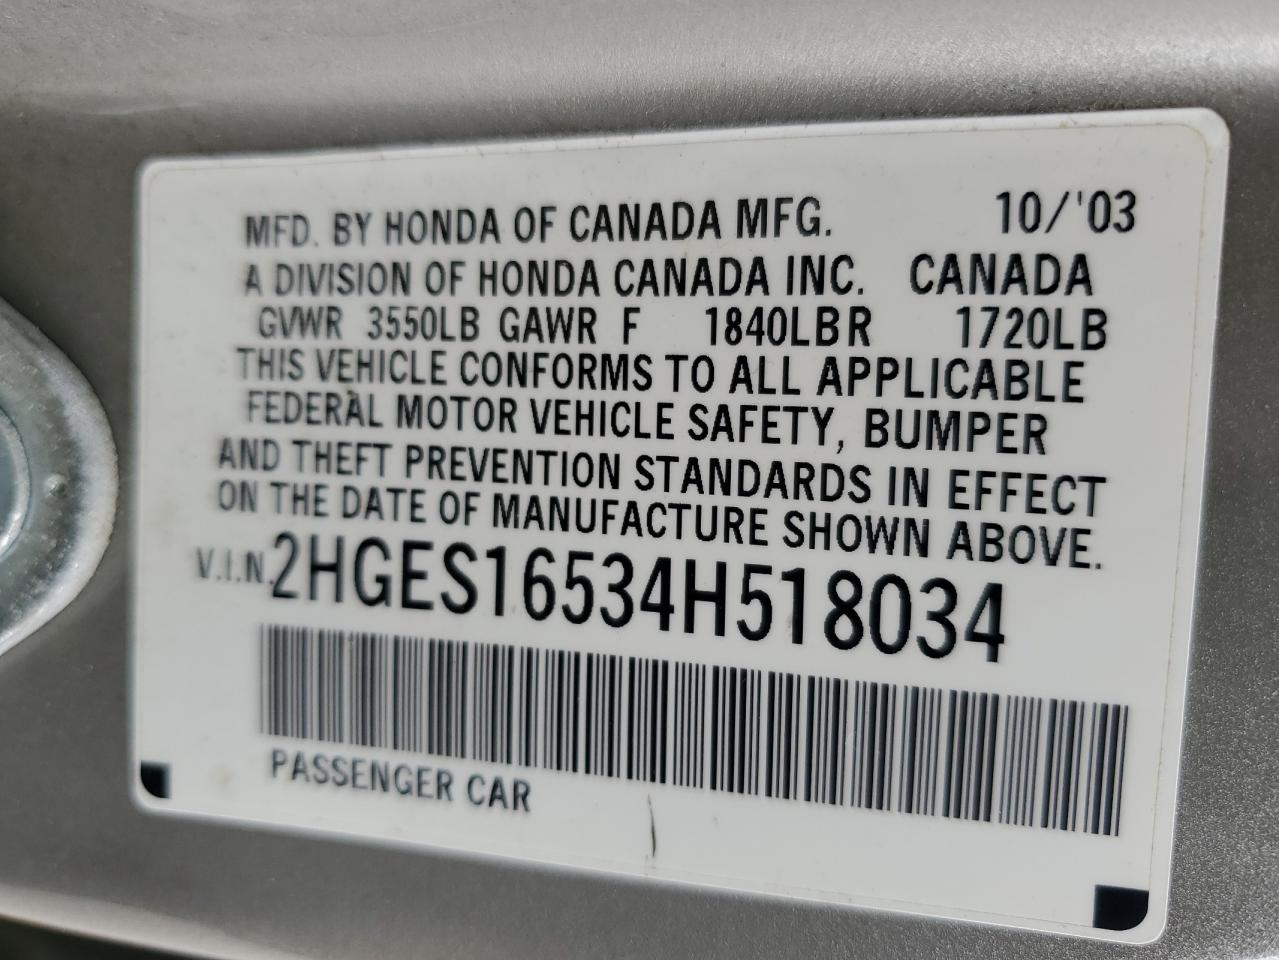 MFD. BY HONDA OF CANADA MFG. 10/'03
A DIVISION OF HONDA CANADA INC. CANADA
GVWR 3550LB GAWR F 1840LBR 1720LB
THIS VEHICLE CONFORMS TO ALL APPLICABLE
FEDERAL MOTOR VEHICLE SAFETY, BUMPER
AND THEFT PREVENTION STANDARDS IN EFFECT
ON THE DATE OF MANUFACTURE SHOWN ABOVE.
V.I.N. 2HGES16534H518034
PASSENGER CAR